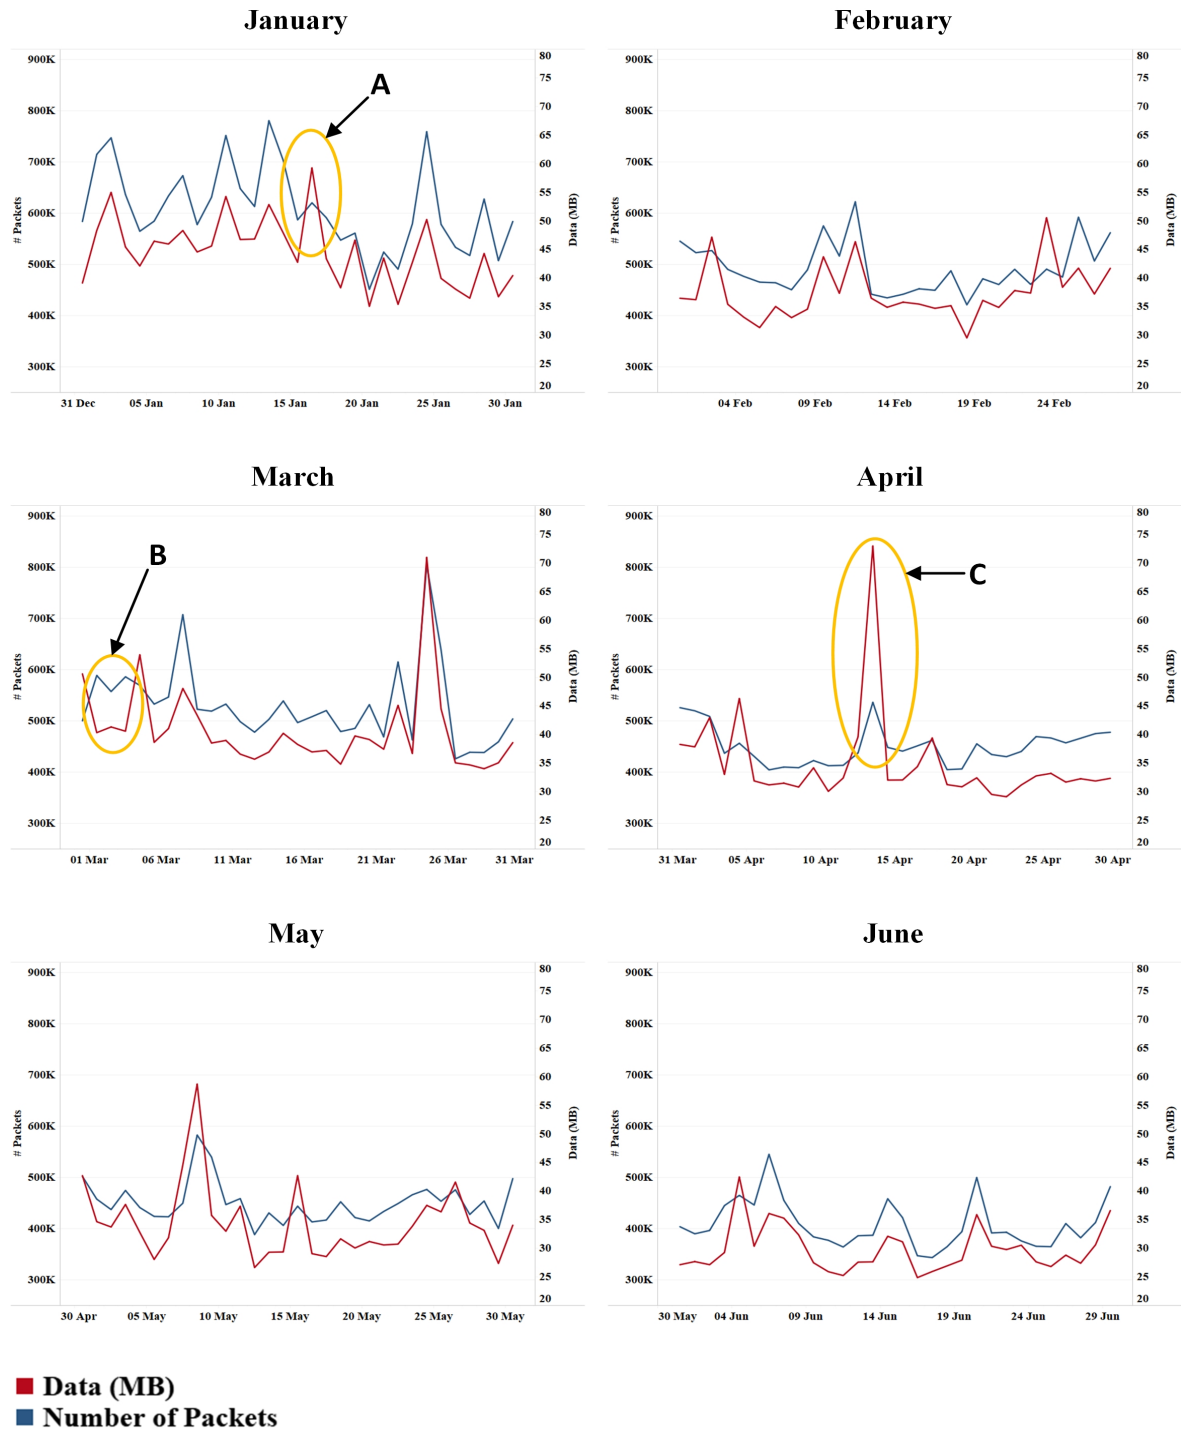 January
February
A
900K
800K
700K
600K
500K
400K
300K
# Packets
80
75
70
65
60
55
50
45
40
35
30
25
20
Data (MB)
31 Dec 05 Jan 10 Jan 15 Jan 20 Jan 25 Jan 30 Jan
900K
800K
700K
600K
500K
400K
300K
# Packets
80
75
70
65
60
55
50
45
40
35
30
25
20
Data (MB)
04 Feb 09 Feb 14 Feb 19 Feb 24 Feb
March
April
B
900K
800K
700K
600K
500K
400K
300K
# Packets
80
75
70
65
60
55
50
45
40
35
30
25
20
Data (MB)
01 Mar 06 Mar 11 Mar 16 Mar 21 Mar 26 Mar 31 Mar
C
900K
800K
700K
600K
500K
400K
300K
# Packets
80
75
70
65
60
55
50
45
40
35
30
25
20
Data (MB)
31 Mar 05 Apr 10 Apr 15 Apr 20 Apr 25 Apr 30 Apr
May
June
900K
800K
700K
600K
500K
400K
300K
# Packets
80
75
70
65
60
55
50
45
40
35
30
25
20
Data (MB)
30 Apr 05 May 10 May 15 May 20 May 25 May 30 May
900K
800K
700K
600K
500K
400K
300K
# Packets
80
75
70
65
60
55
50
45
40
35
30
25
20
Data (MB)
30 May 04 Jun 09 Jun 14 Jun 19 Jun 24 Jun 29 Jun
Data (MB)
Number of Packets